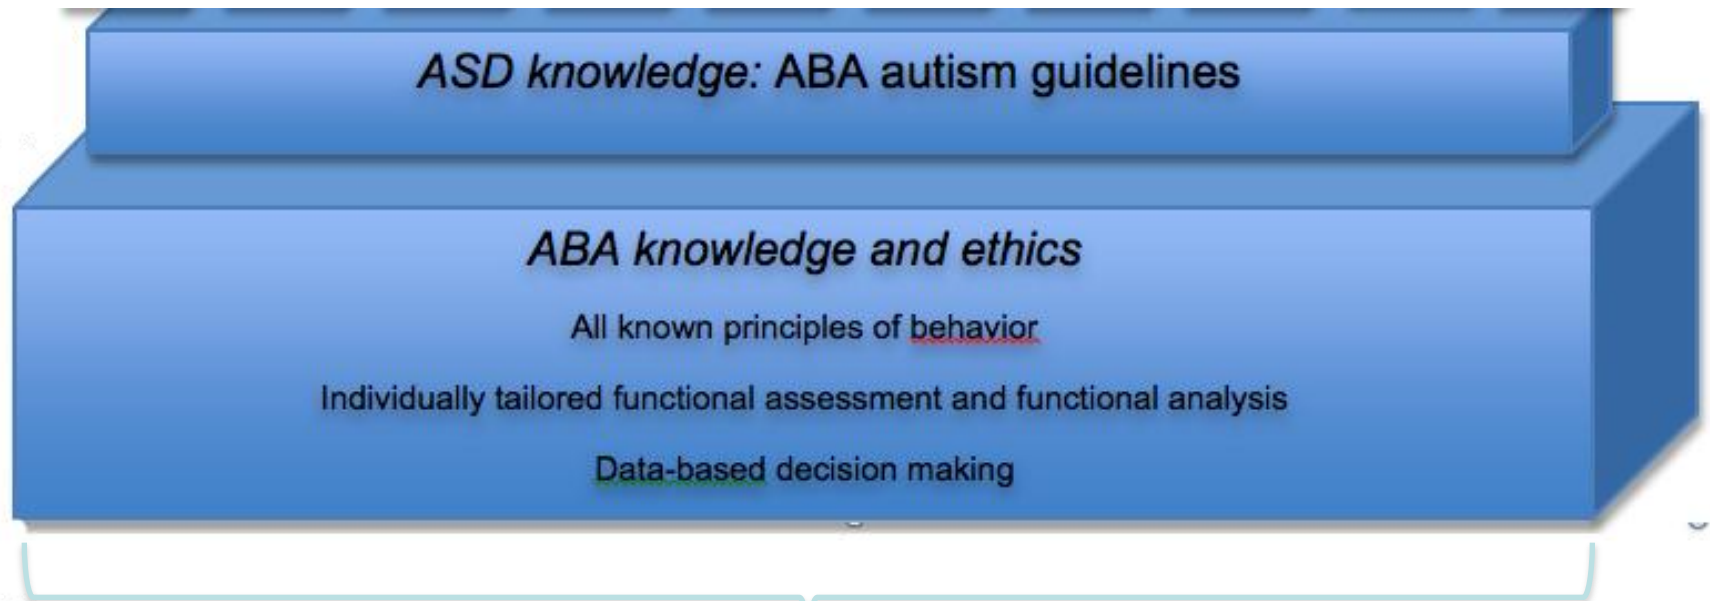 ASD knowledge: ABA autism guidelines
ABA knowledge and ethics
All known principles of behavior
Individually tailored functional assessment and functional analysis
Data-based decision making